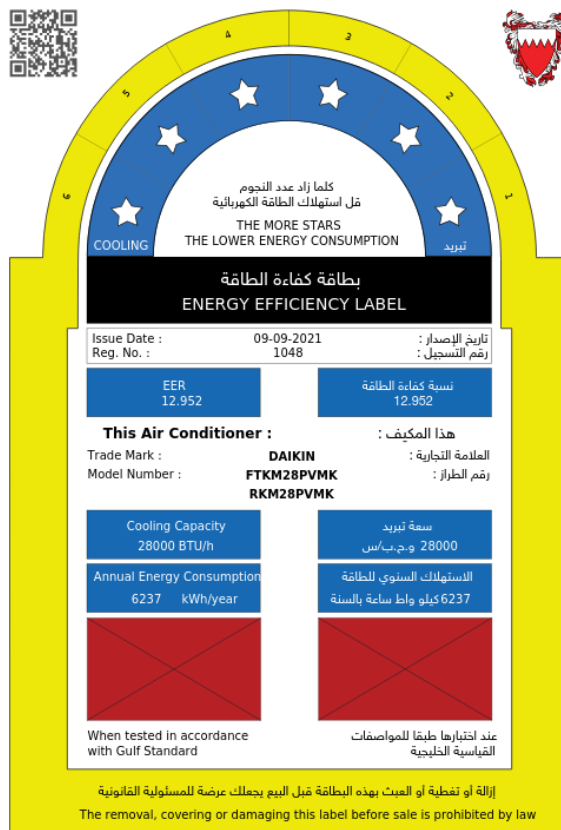 4
3
5
2
6
1
كلما زاد عدد النجوم
قل استهلاك الطاقة الكهربائية
THE MORE STARS
THE LOWER ENERGY CONSUMPTION
COOLING
تبريد
بطاقة كفاءة الطاقة
ENERGY EFFICIENCY LABEL
Issue Date : 09-09-2021 تاريخ الإصدار :
Reg. No. : 1048 رقم التسجيل :
EER
12.952
نسبة كفاءة الطاقة
12.952
This Air Conditioner : هذا المكيف :
Trade Mark : DAIKIN العلامة التجارية :
Model Number : FTKM28PVMK رقم الطراز :
RKM28PVMK
Cooling Capacity
28000 BTU/h
سعة تبريد
28000 و.ح.ب/س
Annual Energy Consumption
6237 kWh/year
الاستهلاك السنوي للطاقة
6237كيلو واط ساعة بالسنة
When tested in accordance
with Gulf Standard
عند اختبارها طبقا للمواصفات
القياسية الخليجية
إزالة أو تغطية أو العبث بهذه البطاقة قبل البيع يجعلك عرضة للمسئولية القانونية
The removal, covering or damaging this label before sale is prohibited by law